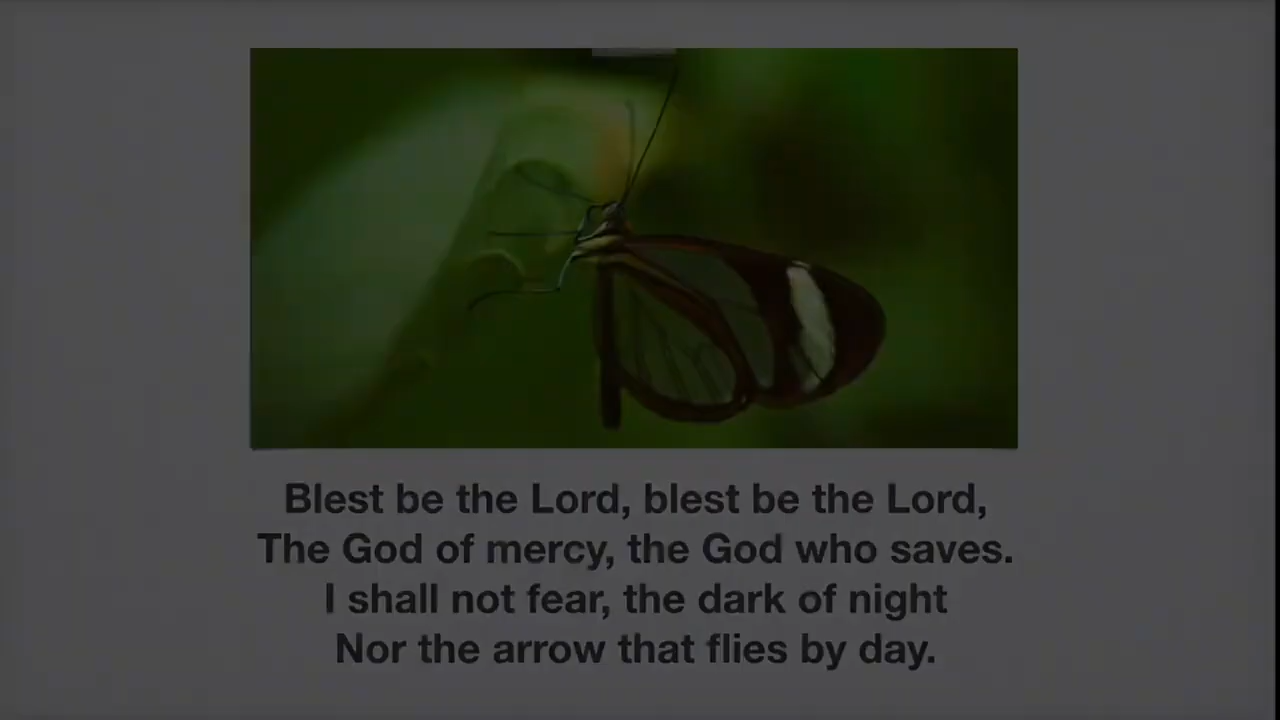 Blest be the Lord, blest be the Lord,
The God of mercy, the God who saves.
I shall not fear, the dark of night
Nor the arrow that flies by day.